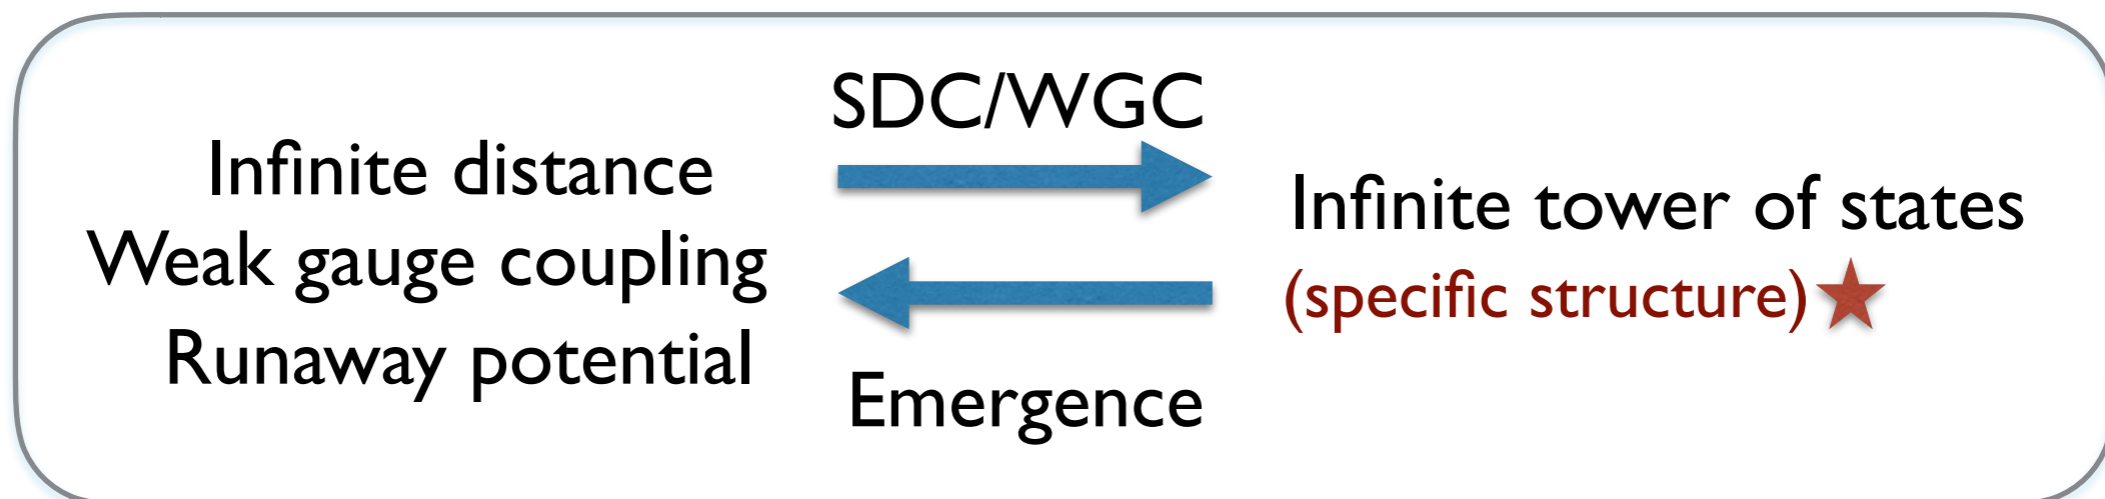 SDC/WGC
Infinite distance
Weak gauge coupling
Runaway potential
Infinite tower of states
(specific structure)
Emergence